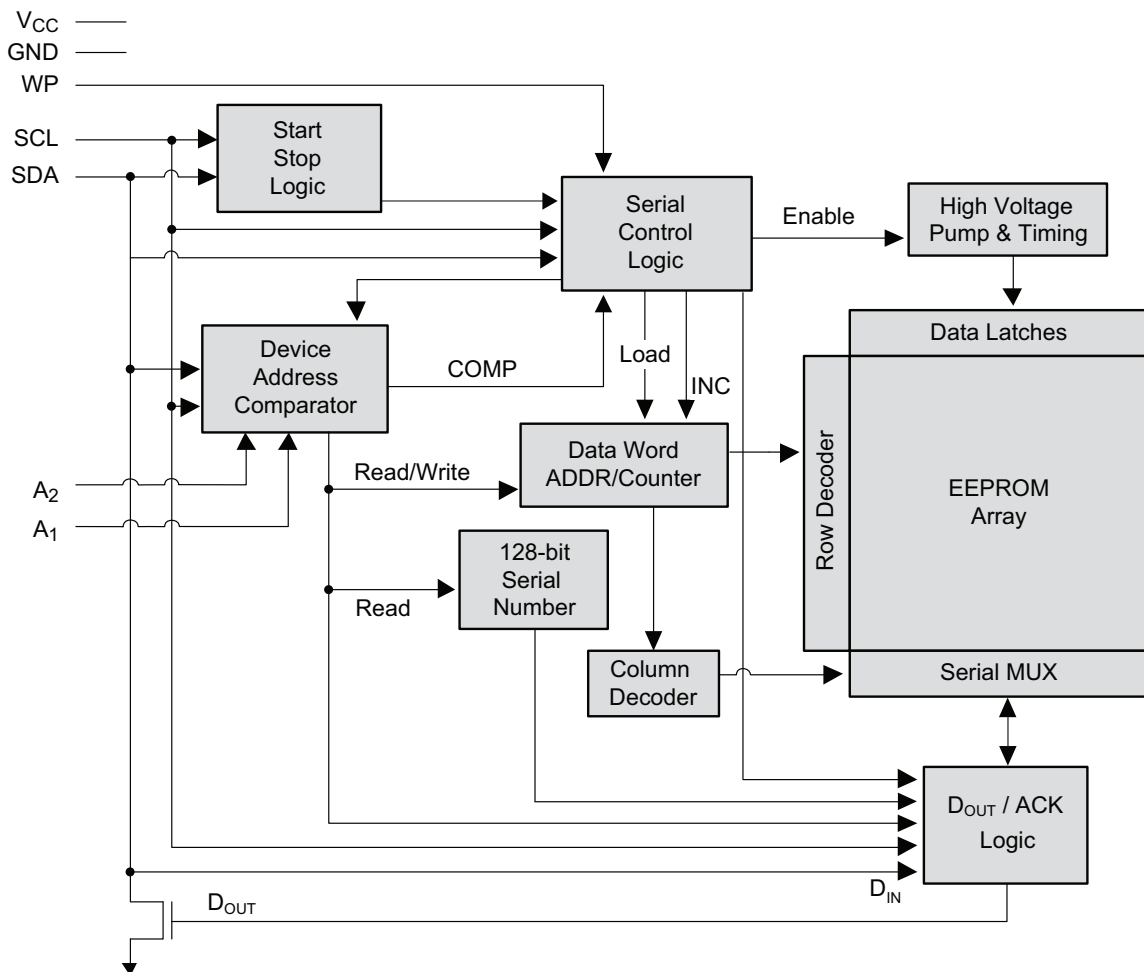 VCC
GND
WP
SCL
SDA
Start
Stop
Logic
Serial
Control
Logic
Enable
High Voltage
Pump & Timing
Device
Address
Comparator
COMP
Load
INC
Data Latches
Data Word
ADDR/Counter
Row Decoder
EEPROM
Array
A2
A1
Read/Write
128-bit
Serial
Number
Read
Column
Decoder
Serial MUX
DOUT / ACK
Logic
DIN
DOUT